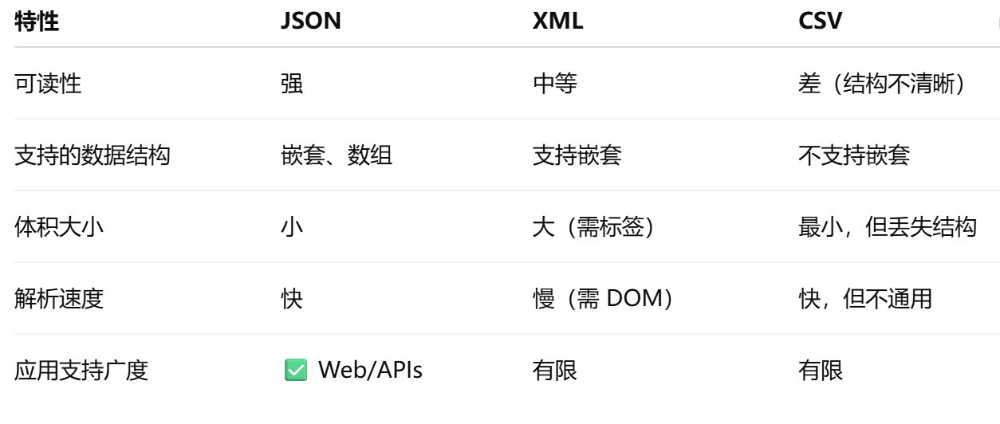 特性 JSON XML CSV
可读性 强 中等 差（结构不清晰）
支持的数据结构 嵌套、数组 支持嵌套 不支持嵌套
体积大小 小 大（需标签） 最小，但丢失结构
解析速度 快 慢（需 DOM） 快，但不通用
应用支持广度 ✅ Web/APIs 有限 有限